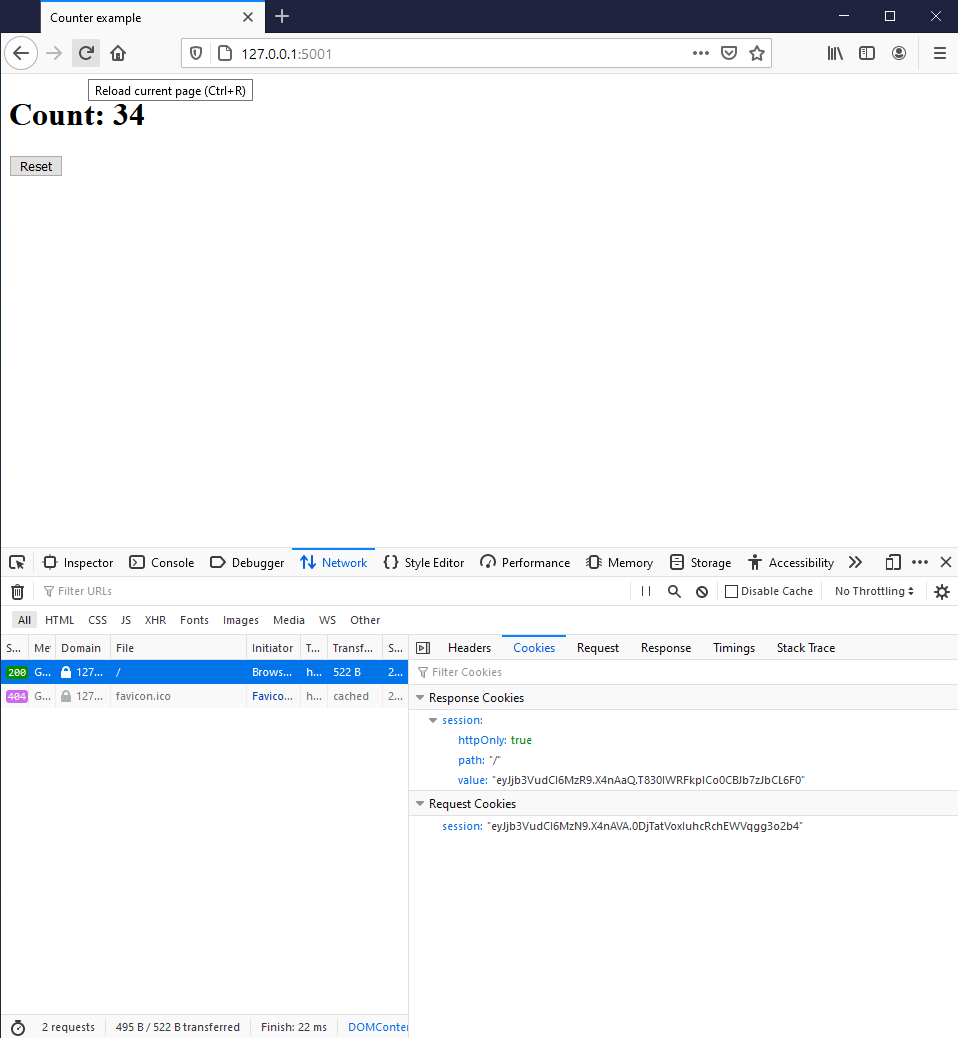 Counter example
127.0.0.1:5001
Reload current page (Ctrl+R)
Count: 34
Reset
Inspector Console Debugger Network Style Editor Performance Memory Storage Accessibility
Filter URLs Disable Cache No Throttling
All HTML CSS JS XHR Fonts Images Media WS Other
S... Me Domain File Initiator T... Transf... S... Headers Cookies Request Response Timings Stack Trace
200 G... 127... / Brows... h... 522 B 2...
404 G... 127... favicon.ico Favico... h... cached 2...
Filter Cookies
Response Cookies
session:
httpOnly: true
path: "/"
value: "eyJjb3VudCI6MzR9.X4nAaQ.T830lWRFkpICo0CBJb7zJbCL6F0"
Request Cookies
session: "eyJjb3VudCI6MzN9.X4nAVA.0DjTatVoxIuhcRchEWVqgg3o2b4"
2 requests 495 B / 522 B transferred Finish: 22 ms DOMConte